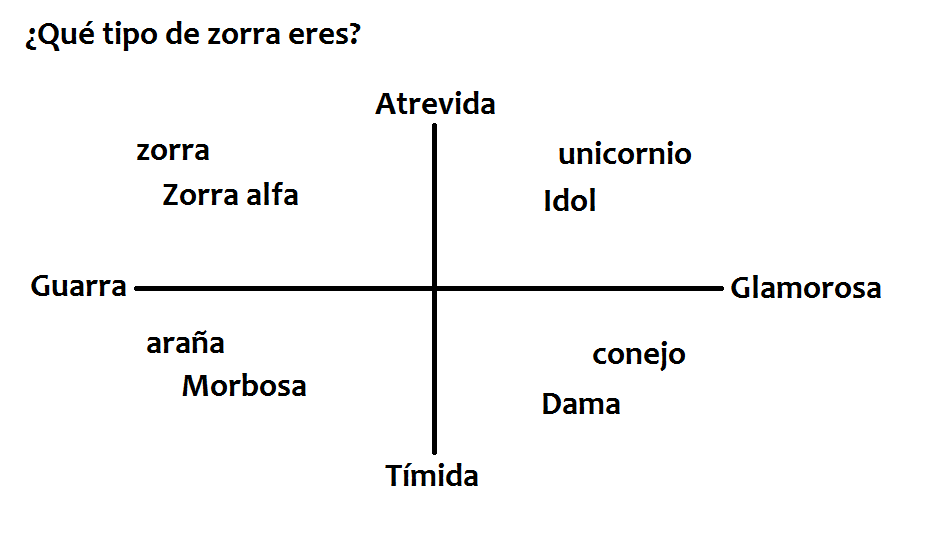 ¿Qué tipo de zorra eres?
Atrevida
zorra
unicornio
Zorra alfa
Idol
Guarra
Glamorosa
araña
conejo
Morbosa
Dama
Tímida